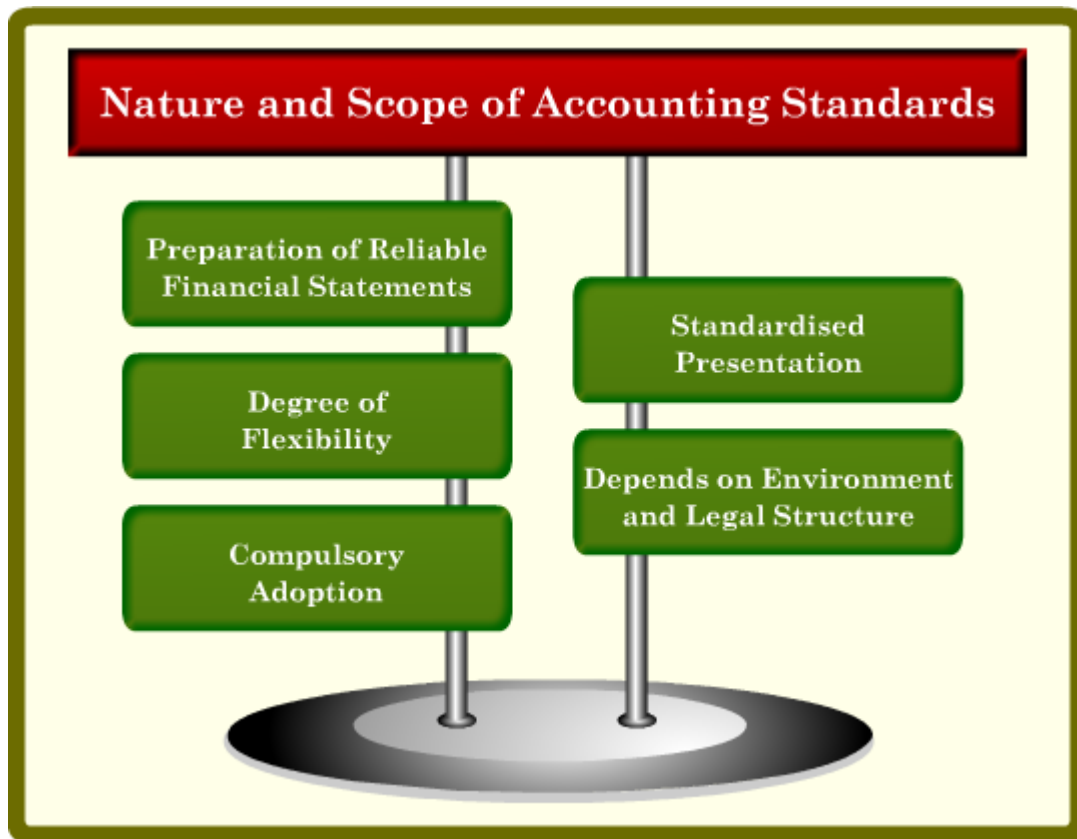 Nature and Scope of Accounting Standards
Preparation of Reliable
Financial Statements
Degree of
Flexibility
Compulsory
Adoption
Standardised
Presentation
Depends on Environment
and Legal Structure